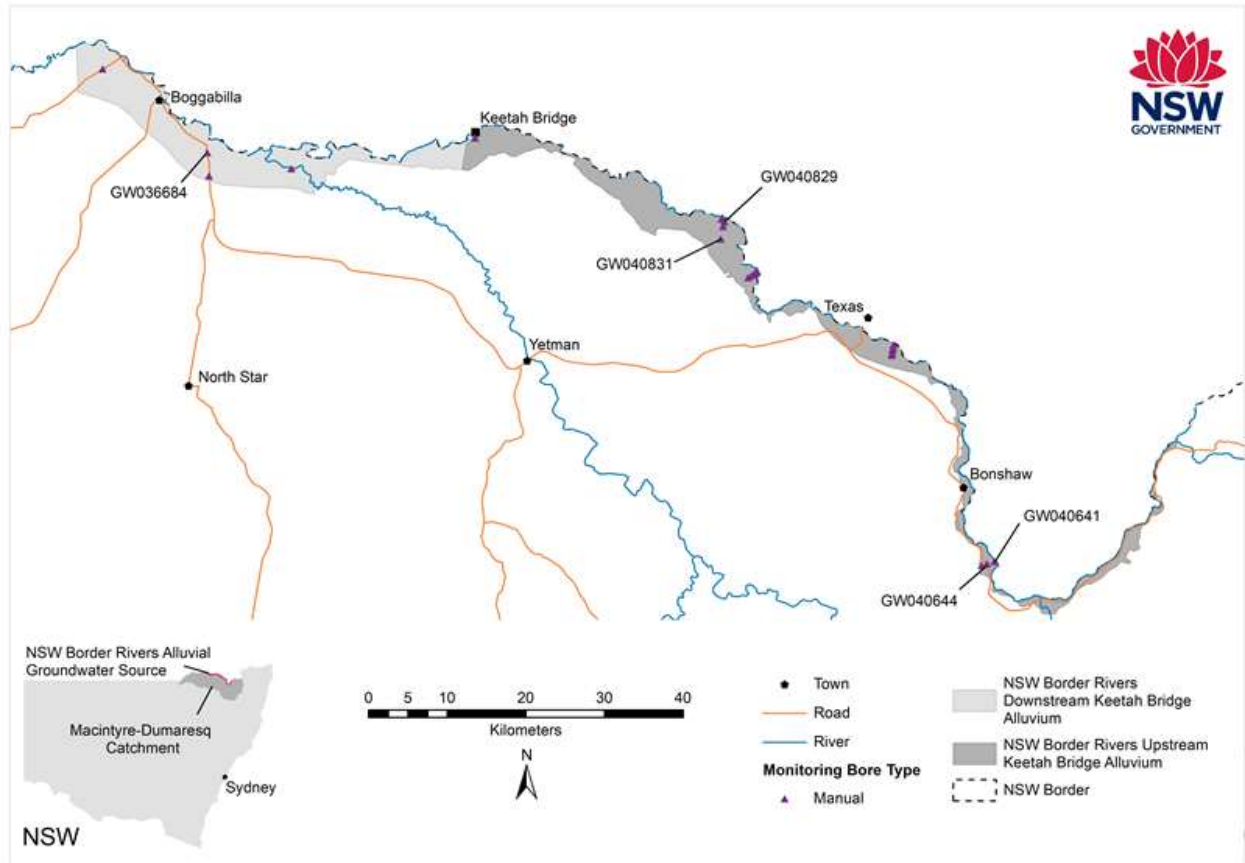 NSW
GOVERNMENT
Boggabilla
Keetah Bridge
GW036684
GW040829
GW040831
Texas
Yetman
North Star
Bonshaw
GW040641
GW040644
NSW Border Rivers Alluvial
Groundwater Source
Macintyre-Dumaresq
Catchment
Sydney
NSW
0 5 10 20 30 40
Kilometers
N
Town
Road
River
Monitoring Bore Type
Manual
NSW Border Rivers
Downstream Keetah Bridge
Alluvium
NSW Border Rivers Upstream
Keetah Bridge Alluvium
NSW Border